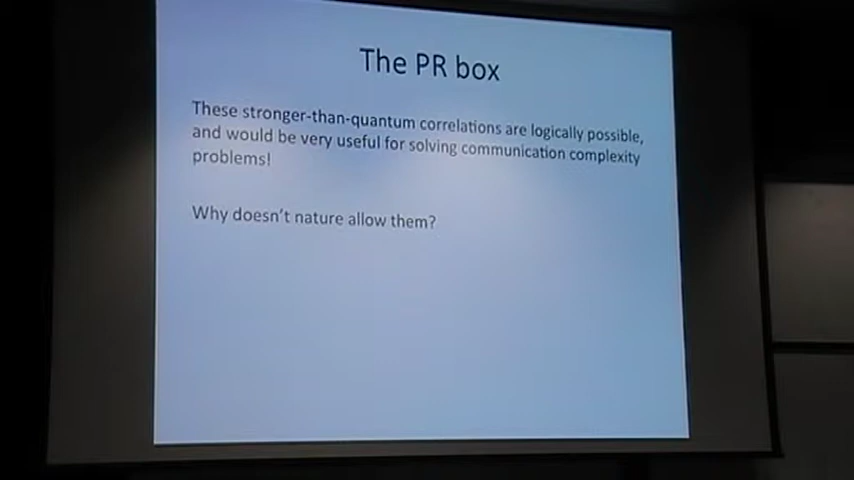 The PR box
These stronger-than-quantum correlations are logically possible,
and would be very useful for solving communication complexity
problems!
Why doesn't nature allow them?